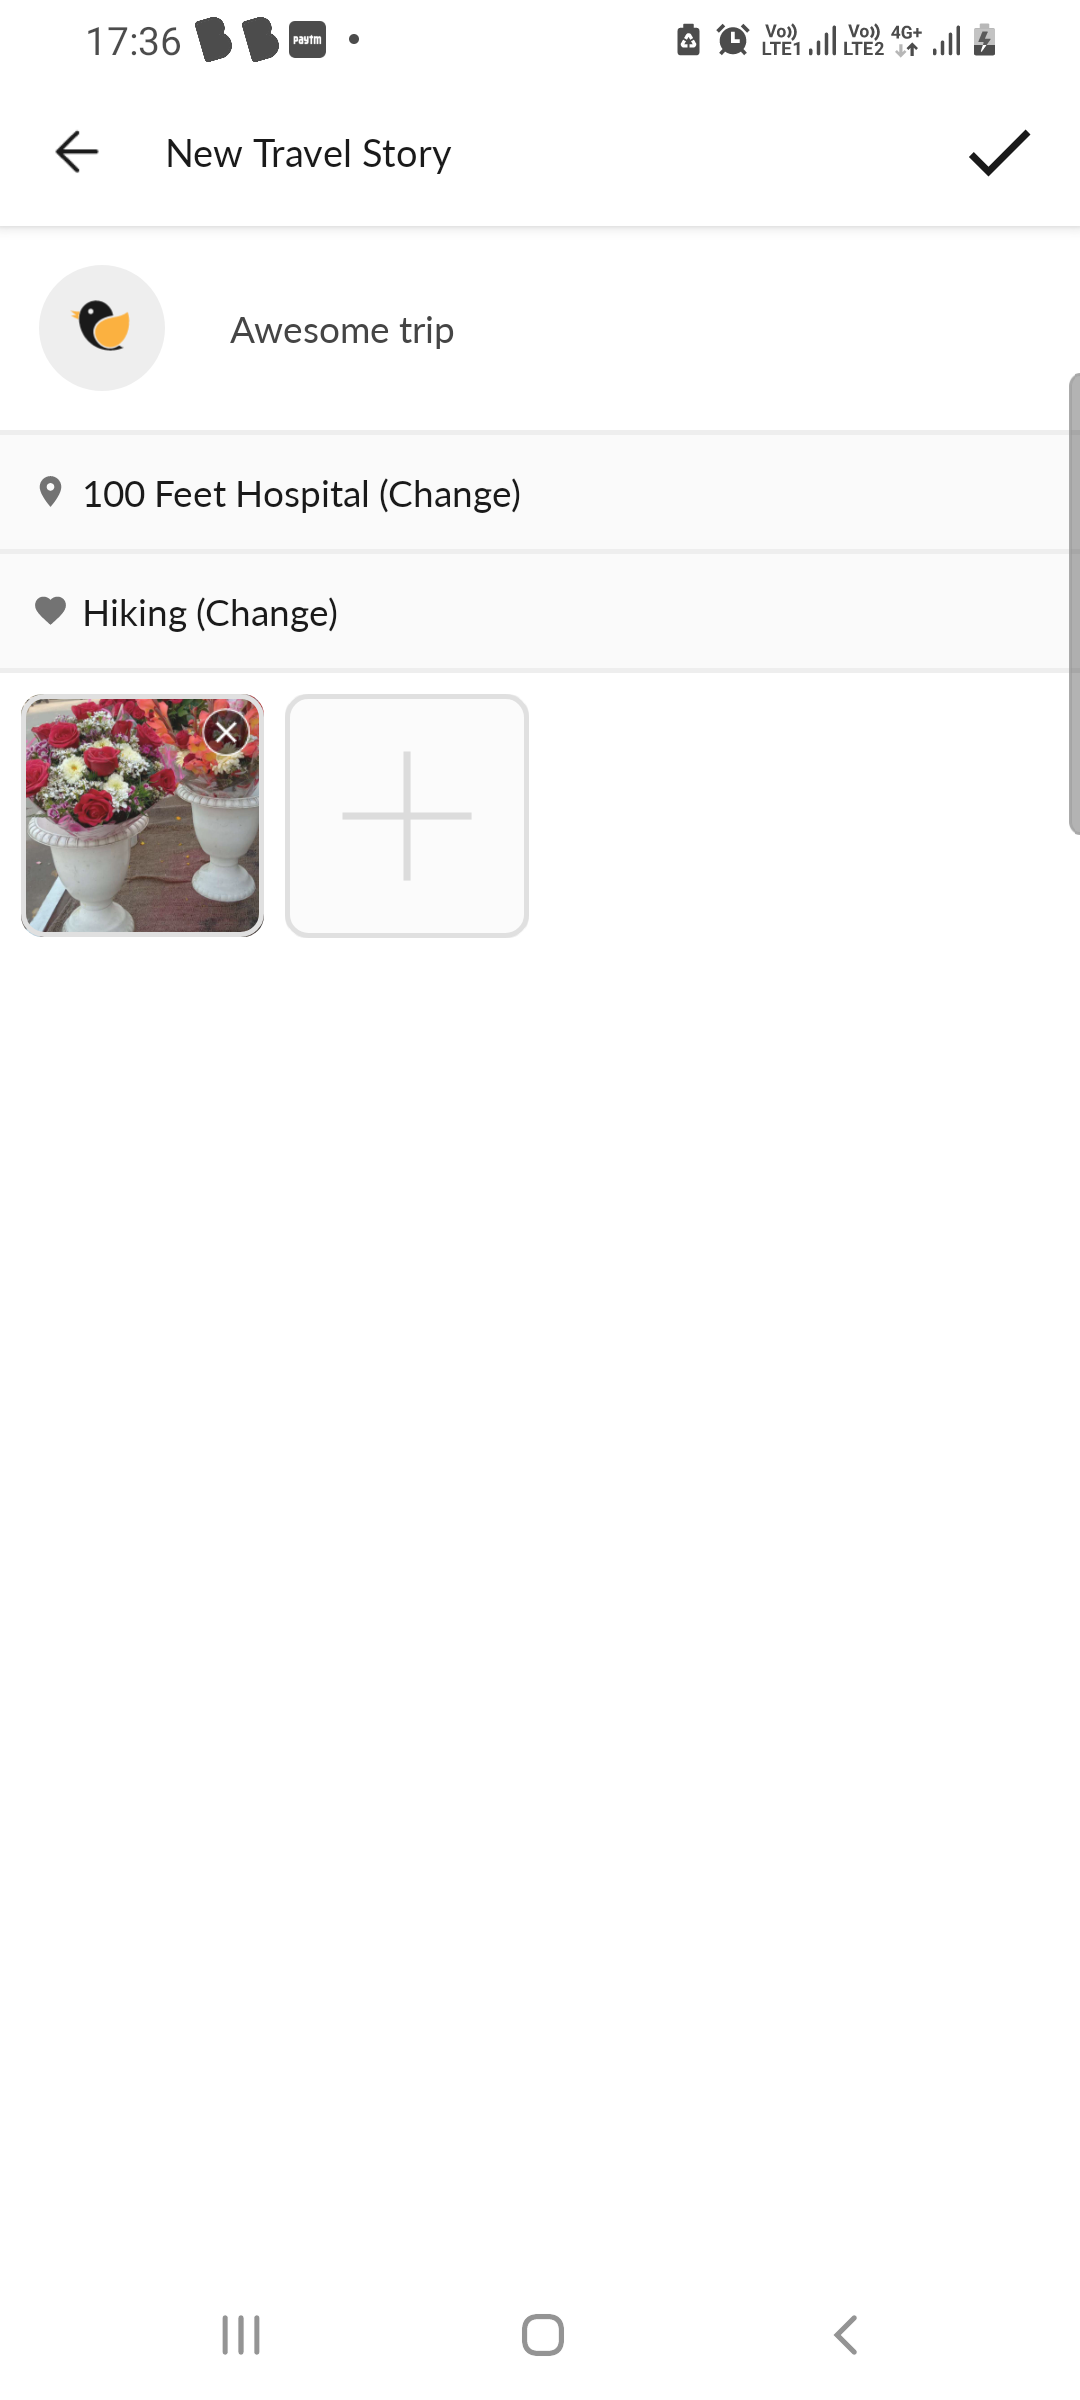 17:36 paytm Vo)) LTE1 Vo)) LTE2 4G+
New Travel Story
Awesome trip
100 Feet Hospital (Change)
Hiking (Change)